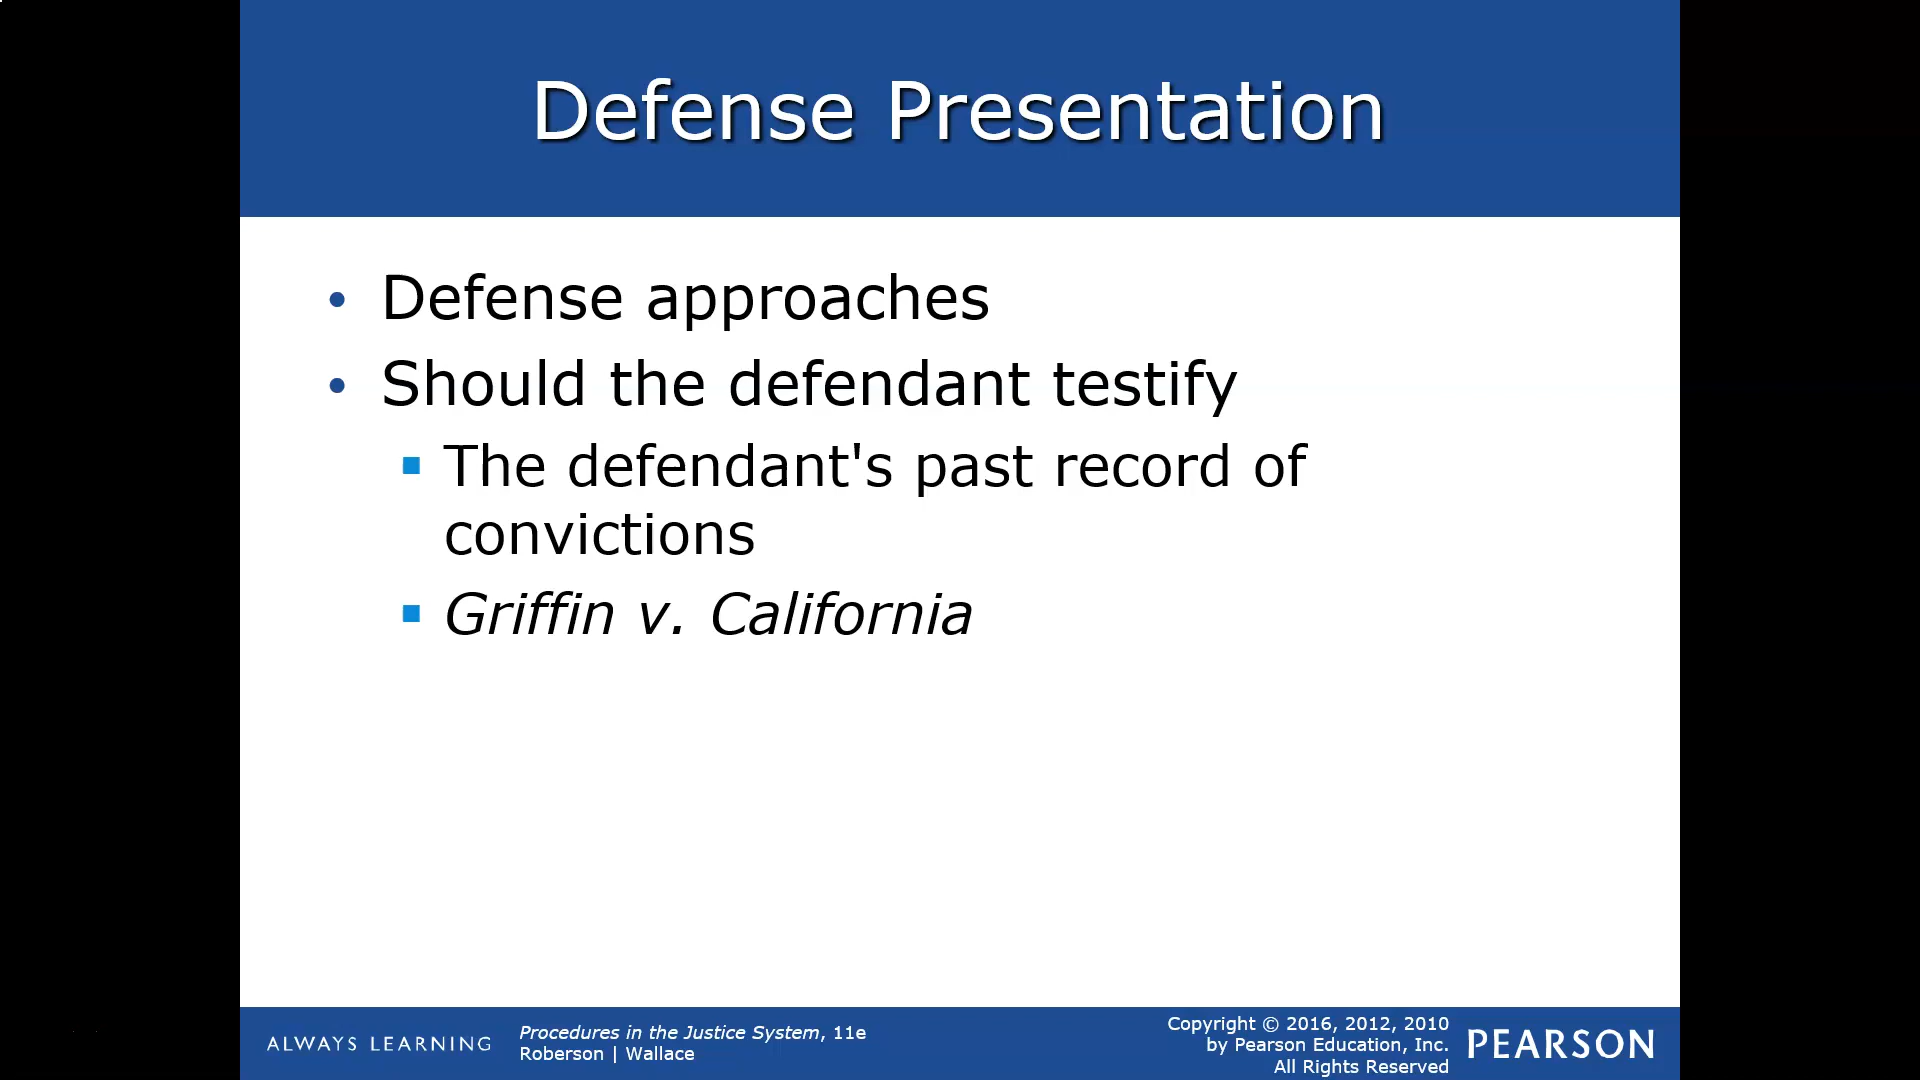 Defense Presentation
• Defense approaches
• Should the defendant testify
▪ The defendant's past record of
convictions
▪ Griffin v. California
ALWAYS LEARNING
Procedures in the Justice System, 11e
Roberson | Wallace
Copyright © 2016, 2012, 2010
by Pearson Education, Inc.
All Rights Reserved
PEARSON